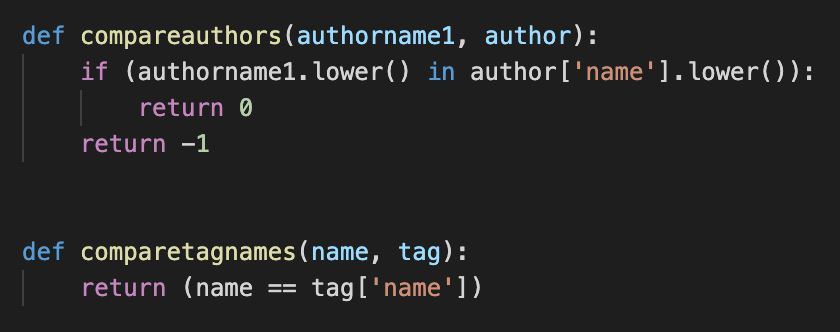 def compareauthors(authorname1, author):
    if (authorname1.lower() in author['name'].lower()):
        return 0
    return -1
def comparetagnames(name, tag):
    return (name == tag['name'])